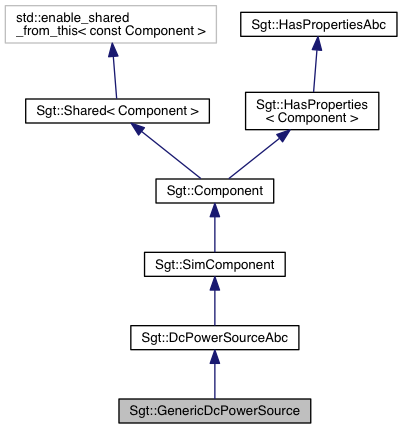 std::enable_shared
_from_this< const Component >
Sgt::HasPropertiesAbc
Sgt::Shared< Component >
Sgt::HasProperties
< Component >
Sgt::Component
Sgt::SimComponent
Sgt::DcPowerSourceAbc
Sgt::GenericDcPowerSource